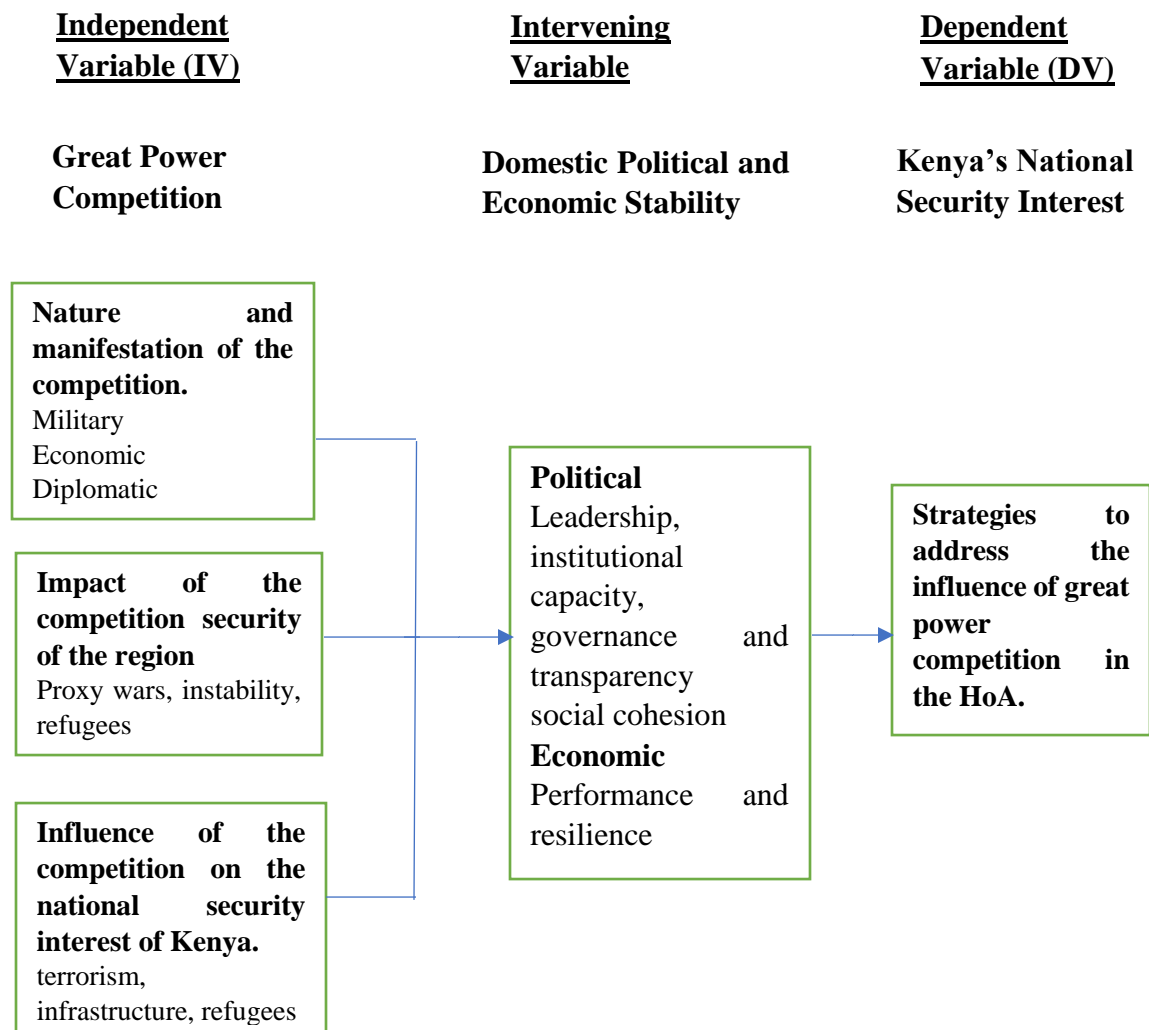 Independent
Variable (IV)
Intervening
Variable
Dependent
Variable (DV)
Great Power
Competition
Domestic Political and
Economic Stability
Kenya’s National
Security Interest
Nature and
manifestation of the
competition.
Military
Economic
Diplomatic
Impact of the
competition security
of the region
Proxy wars, instability,
refugees
Influence of the
competition on the
national security
interest of Kenya.
terrorism,
infrastructure, refugees
Political
Leadership,
institutional
capacity,
governance and
transparency
social cohesion
Economic
Performance and
resilience
Strategies to
address the
influence of great
power
competition in
the HoA.